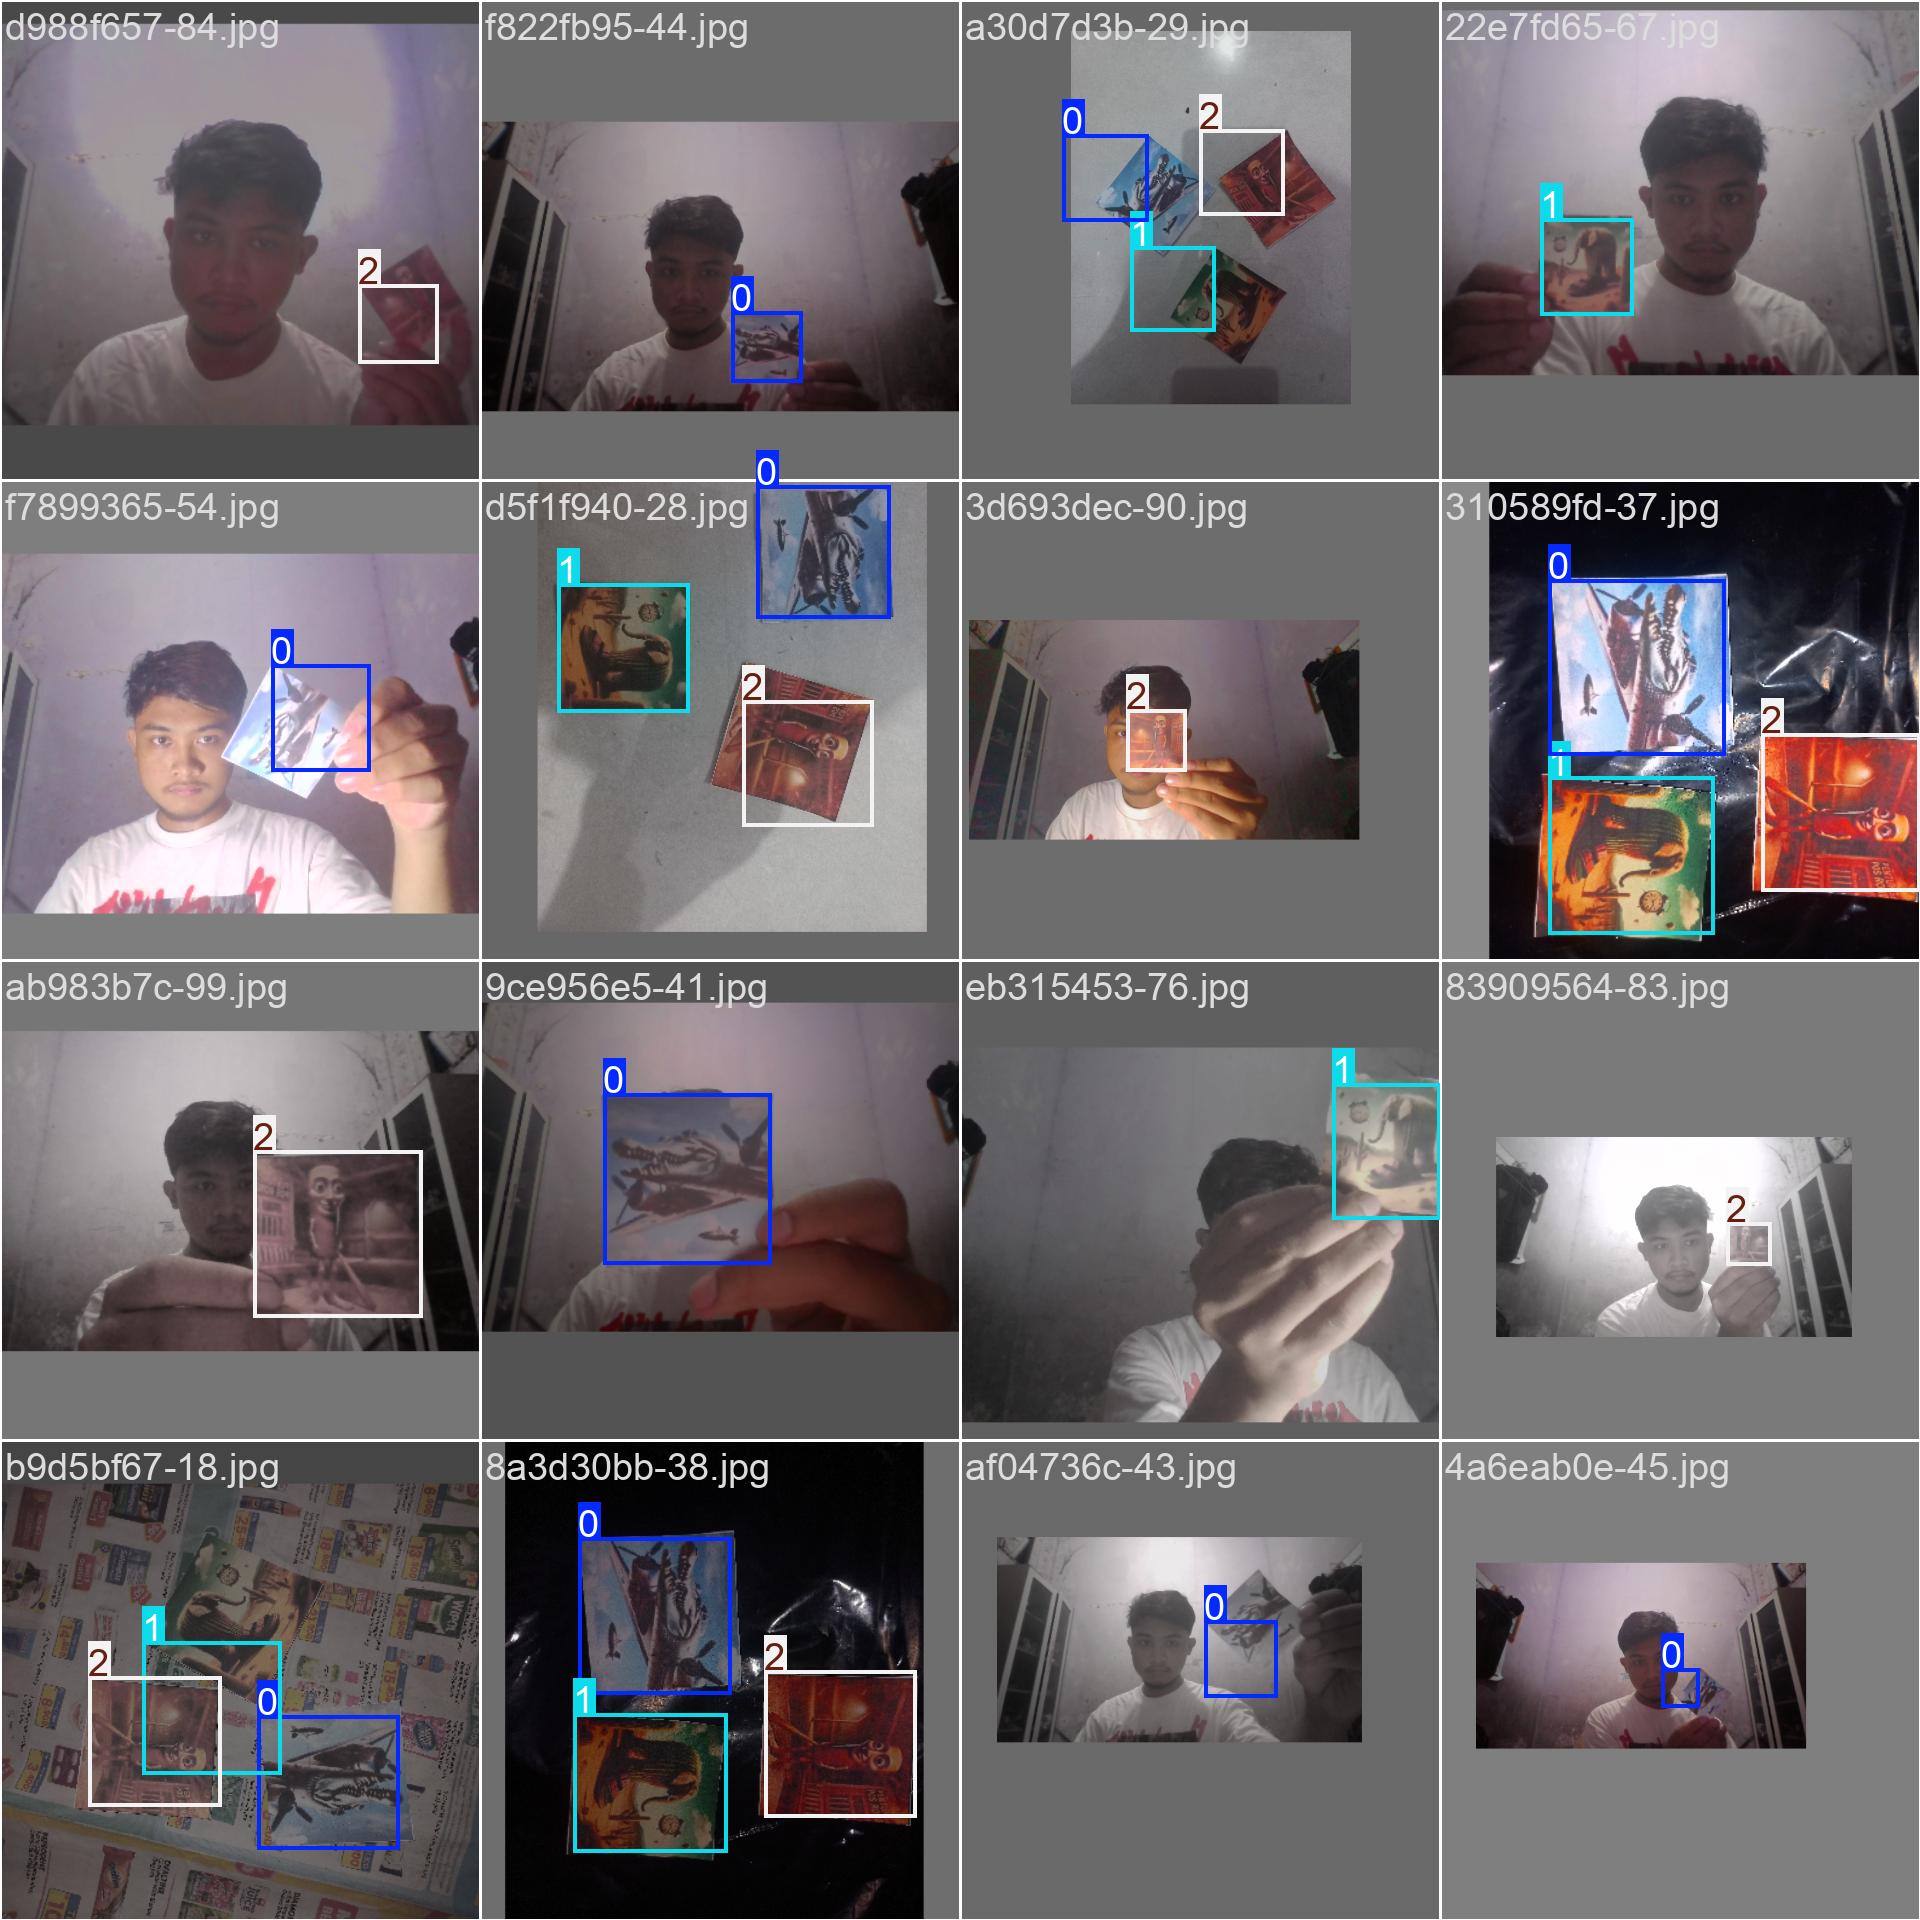 d988f657-84.jpg
2
f822fb95-44.jpg
0
a30d7d3b-29.jpg
0
2
1
22e7fd65-67.jpg
1
f7899365-54.jpg
0
d5f1f940-28.jpg
0
1
2
3d693dec-90.jpg
2
310589fd-37.jpg
0
2
1
ab983b7c-99.jpg
2
9ce956e5-41.jpg
0
eb315453-76.jpg
1
83909564-83.jpg
2
b9d5bf67-18.jpg
1
2
0
8a3d30bb-38.jpg
0
2
1
af04736c-43.jpg
0
4a6eab0e-45.jpg
0